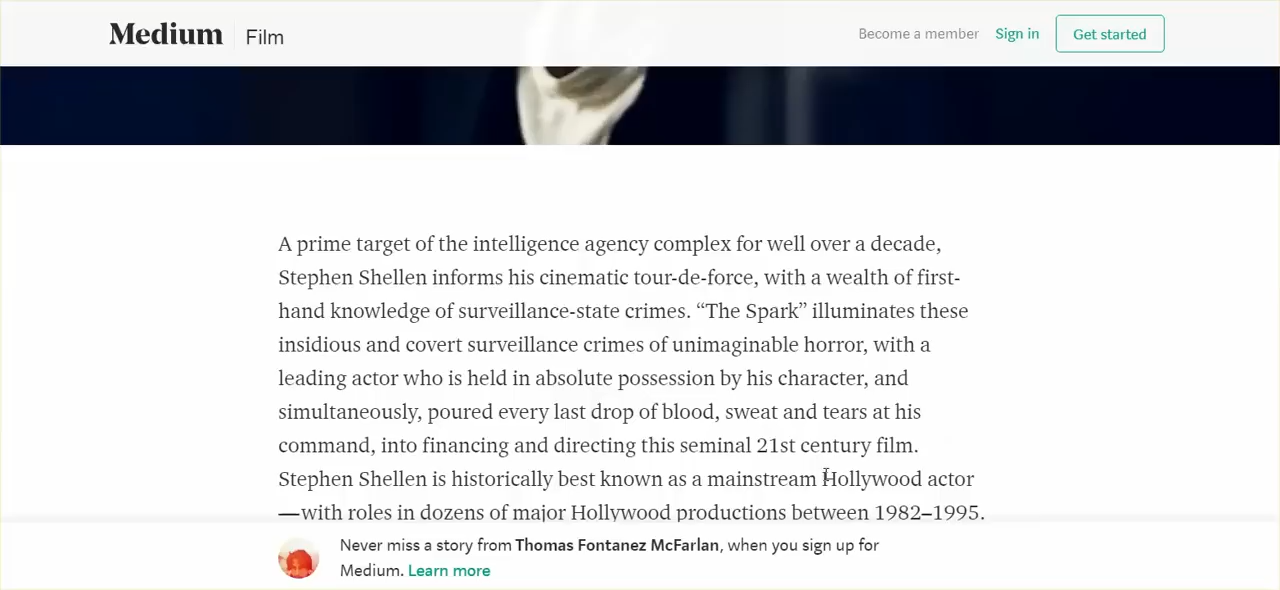 Medium Film Become a member Sign in Get started
A prime target of the intelligence agency complex for well over a decade,
Stephen Shellen informs his cinematic tour-de-force, with a wealth of first-
hand knowledge of surveillance-state crimes. “The Spark” illuminates these
insidious and covert surveillance crimes of unimaginable horror, with a
leading actor who is held in absolute possession by his character, and
simultaneously, poured every last drop of blood, sweat and tears at his
command, into financing and directing this seminal 21st century film.
Stephen Shellen is historically best known as a mainstream Hollywood actor
—with roles in dozens of major Hollywood productions between 1982–1995.
Never miss a story from Thomas Fontanez McFarlan, when you sign up for
Medium. Learn more